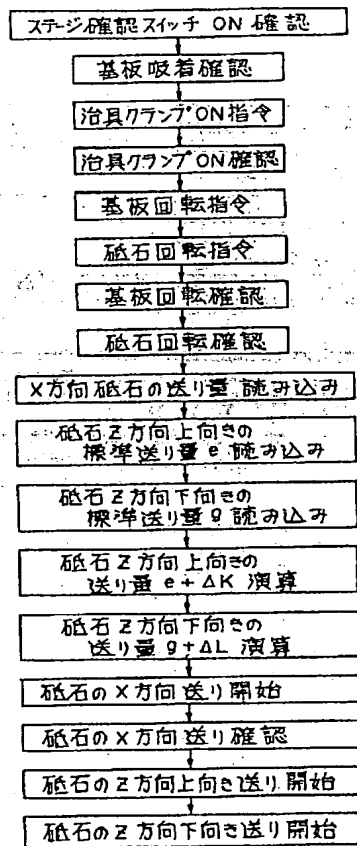 ステージ確認スイッチ ON 確認
基板吸着確認
治具クランプON指令
治具クランプON確認
基板回転指令
砥石回転指令
基板回転確認
砥石回転確認
X方向砥石の送り量 読み込み
砥石Z方向上向きの
標準送り量 e 読み込み
砥石Z方向下向きの
標準送り量 g 読み込み
砥石Z方向上向きの
送り量 e+ΔK 演算
砥石Z方向下向きの
送り量 g+ΔL 演算
砥石のX方向送り開始
砥石のX方向送り確認
砥石のZ方向上向き送り開始
砥石のZ方向下向き送り開始